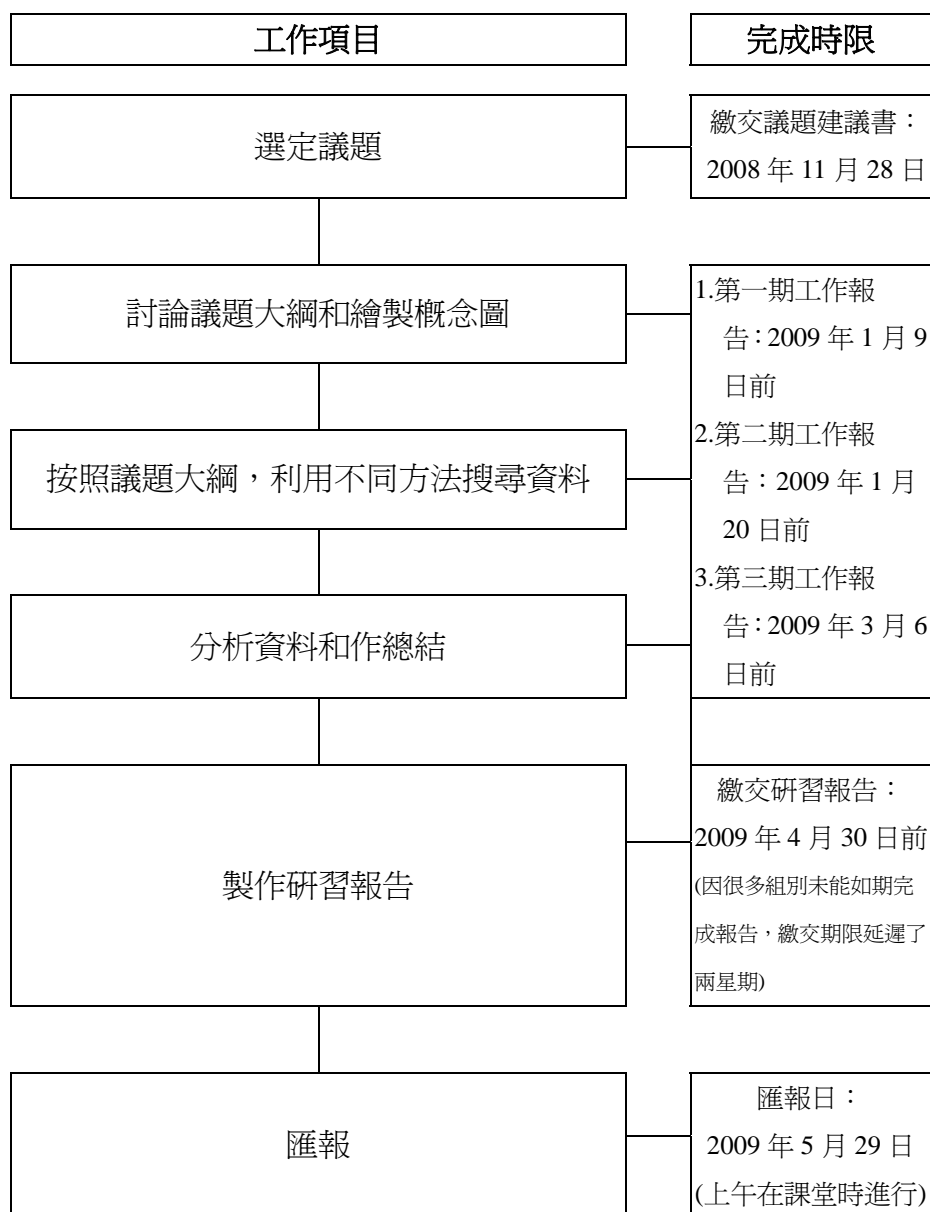 工作項目
完成時限
選定議題
繳交議題建議書：
2008 年 11 月 28 日
討論議題大綱和繪製概念圖
按照議題大綱，利用不同方法搜尋資料
分析資料和作總結
1.第一期工作報
告：2009 年 1 月 9
日前
2.第二期工作報
告：2009 年 1 月
20 日前
3.第三期工作報
告：2009 年 3 月 6
日前
製作研習報告
繳交研習報告：
2009 年 4 月 30 日前
(因很多組別未能如期完
成報告，繳交期限延遲了
兩星期)
匯報
匯報日：
2009 年 5 月 29 日
(上午在課堂時進行)